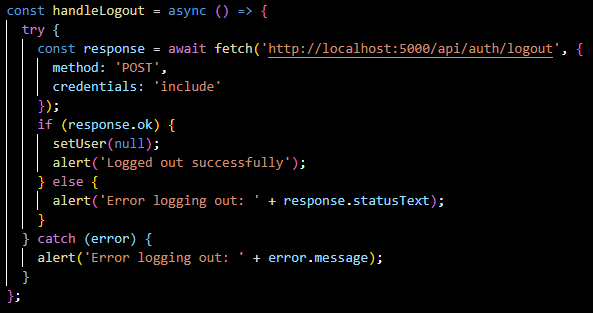 const handleLogout = async () => {
try {
const response = await fetch('http://localhost:5000/api/auth/logout', {
method: 'POST',
credentials: 'include'
});
if (response.ok) {
setUser(null);
alert('Logged out successfully');
} else {
alert('Error logging out: ' + response.statusText);
}
} catch (error) {
alert('Error logging out: ' + error.message);
}
};